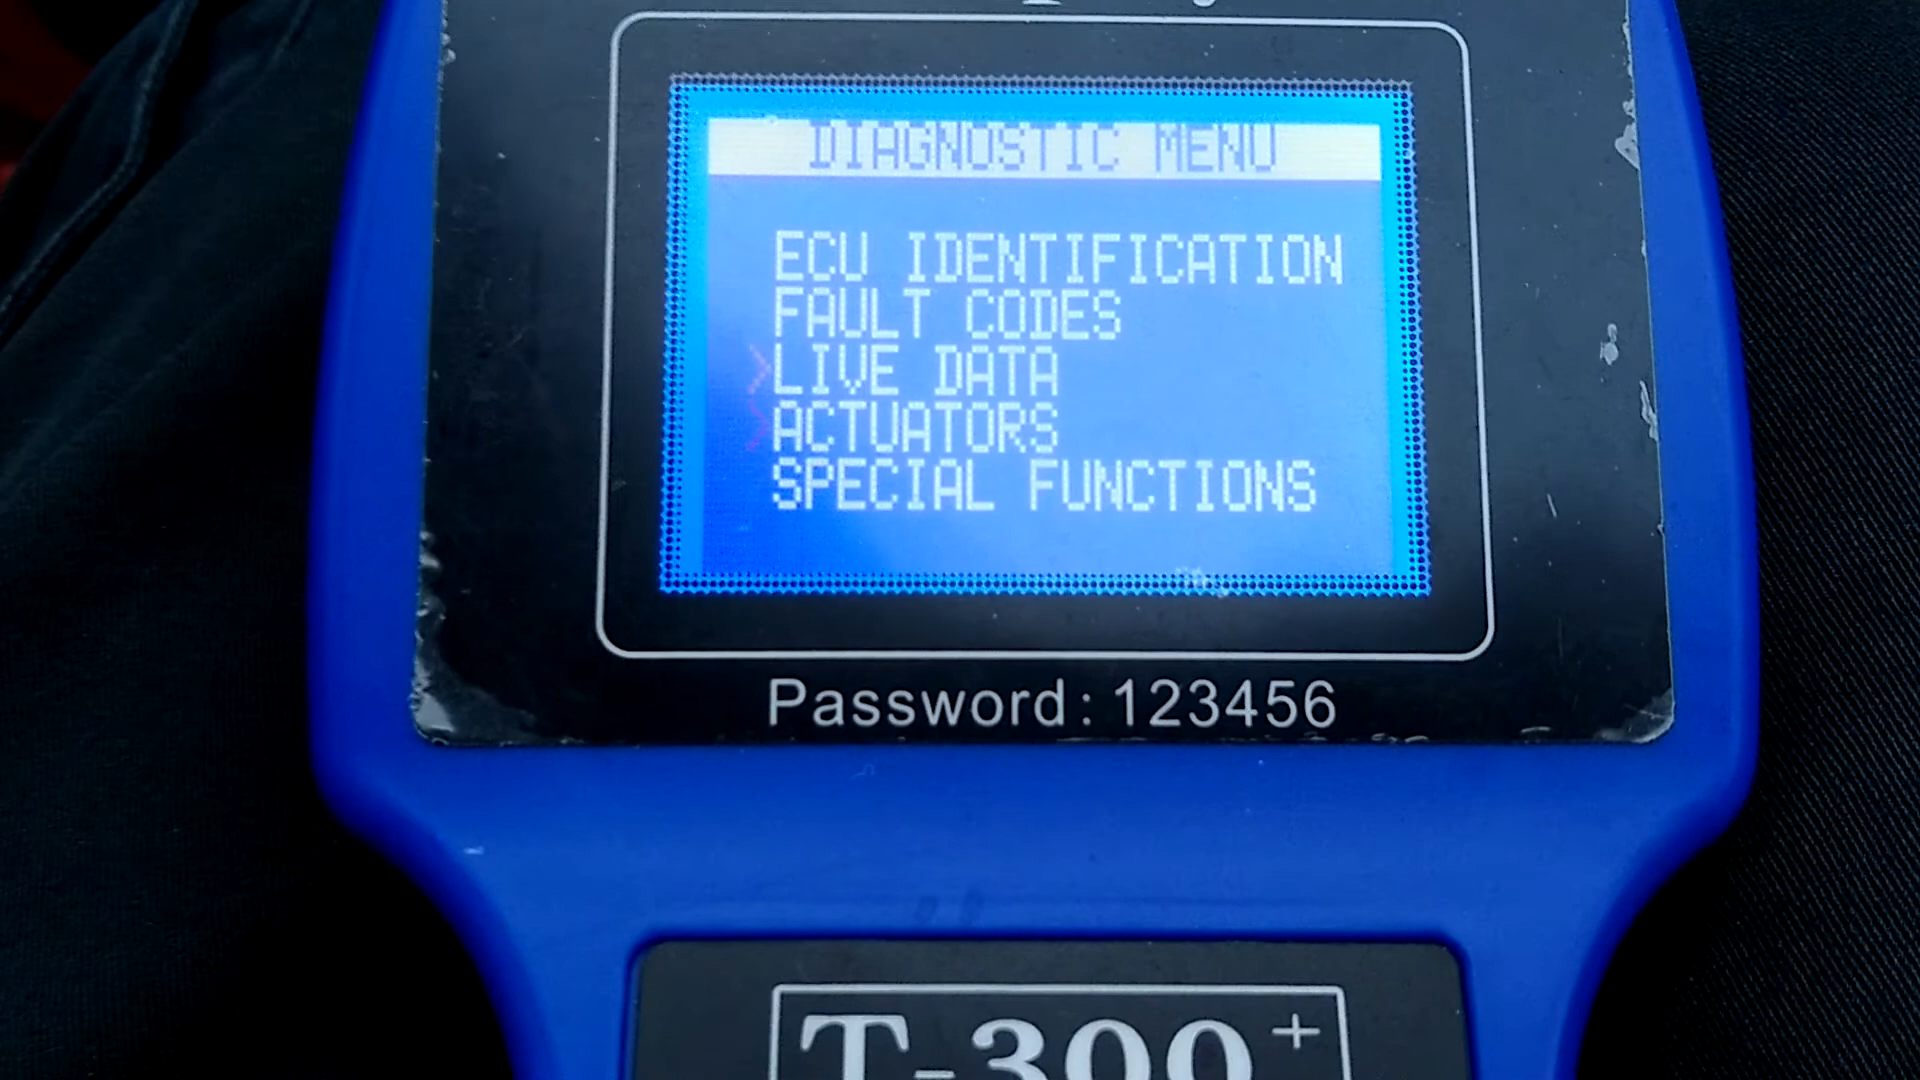 DIAGNOSTIC MENU
ECU IDENTIFICATION
FAULT CODES
LIVE DATA
ACTUATORS
SPECIAL FUNCTIONS
Password: 123456
T-300+